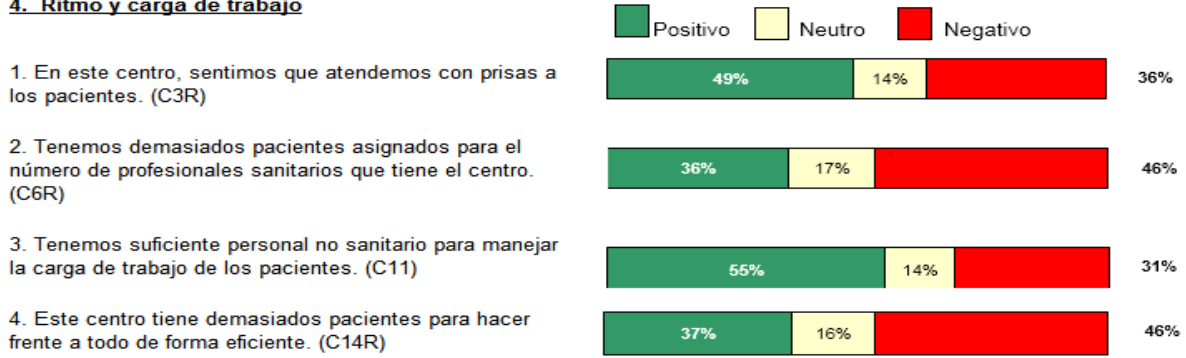 4. Ritmo y carga de trabajo
Positivo Neutro Negativo
1. En este centro, sentimos que atendemos con prisas a
los pacientes. (C3R)
49% 14% 36%
2. Tenemos demasiados pacientes asignados para el
número de profesionales sanitarios que tiene el centro.
(C6R)
36% 17% 46%
3. Tenemos suficiente personal no sanitario para manejar
la carga de trabajo de los pacientes. (C11)
55% 14% 31%
4. Este centro tiene demasiados pacientes para hacer
frente a todo de forma eficiente. (C14R)
37% 16% 46%